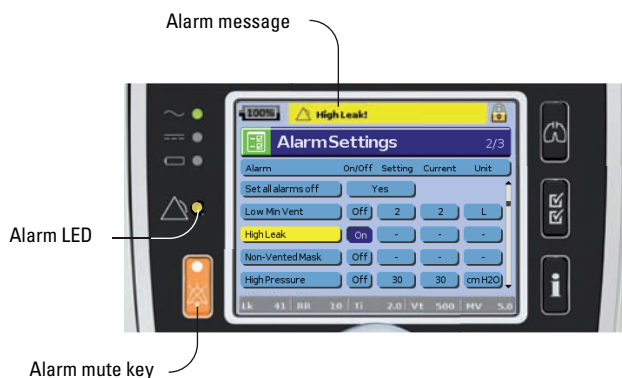 Alarm message
100% High Leak!
Alarm Settings 2/3
Alarm On/Off Setting Current Unit
Set all alarms off Yes
Low Min Vent Off 2 2 L
Alarm LED
High Leak On - - -
Non-Vented Mask Off - - -
High Pressure Off 30 30 cm H2O
Lk 41 RR 10 Ti 2.0 Vt 500 MV 5.0
Alarm mute key